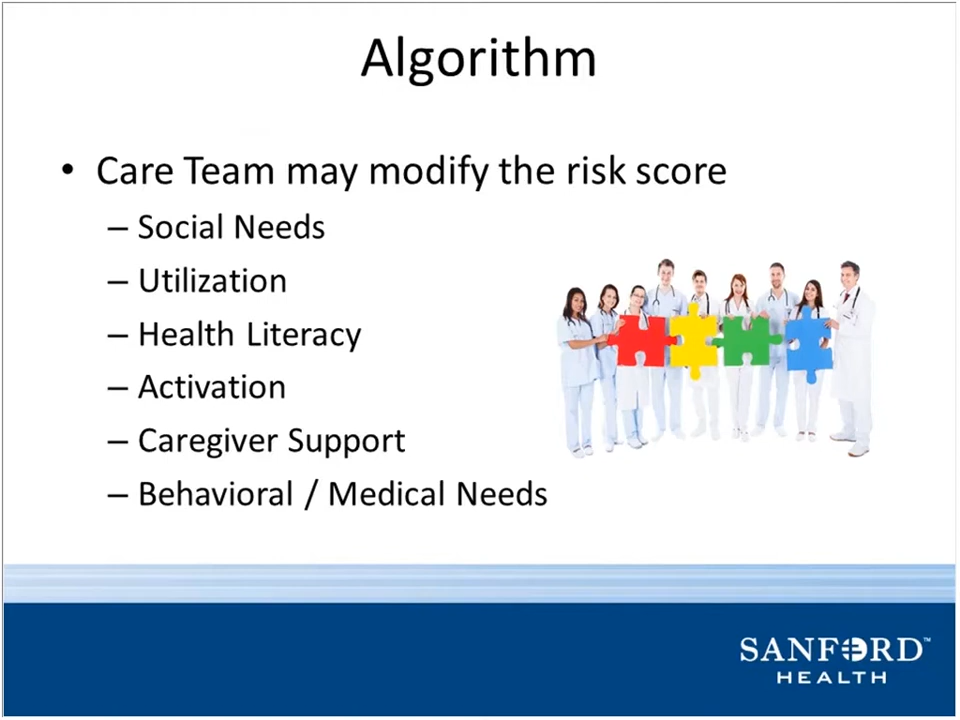 Algorithm
• Care Team may modify the risk score
– Social Needs
– Utilization
– Health Literacy
– Activation
– Caregiver Support
– Behavioral / Medical Needs
SANFORD™
HEALTH